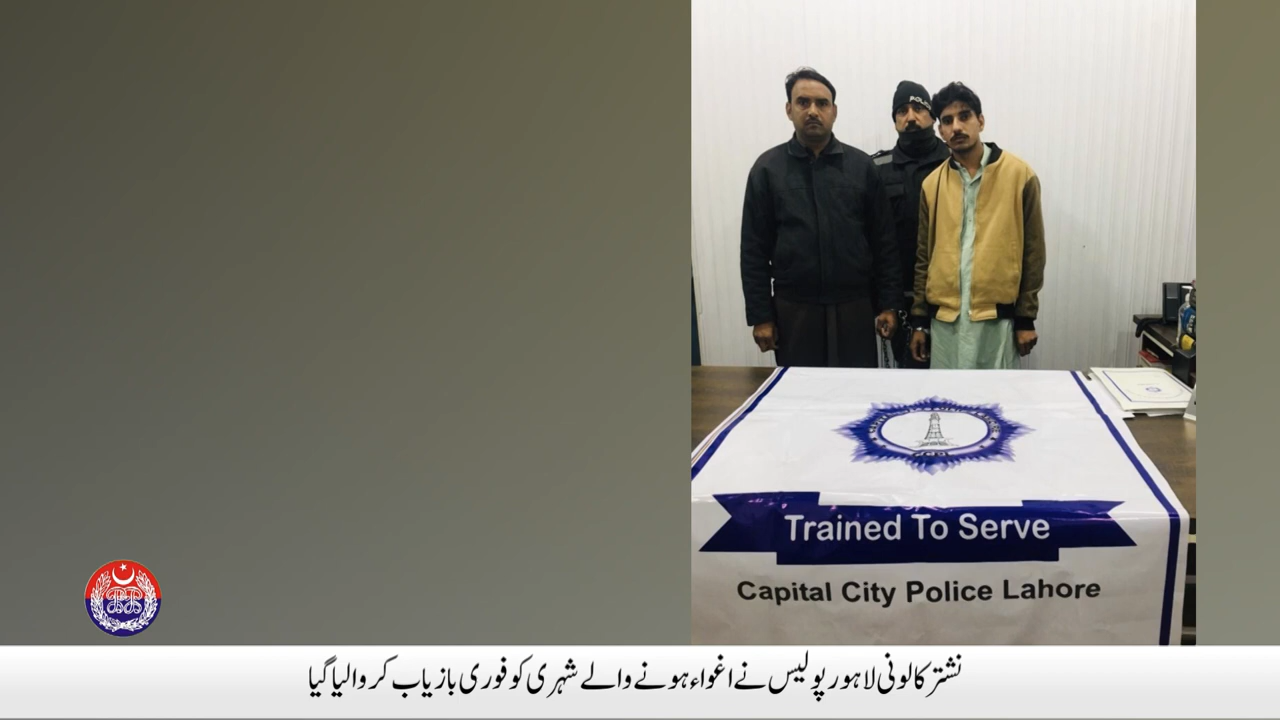 POLICE
Trained To Serve
Capital City Police Lahore
نشتر کالونی لاہور پولیس نے اغواء ہونے والے شہری کو فوری بازیاب کروالیا گیا